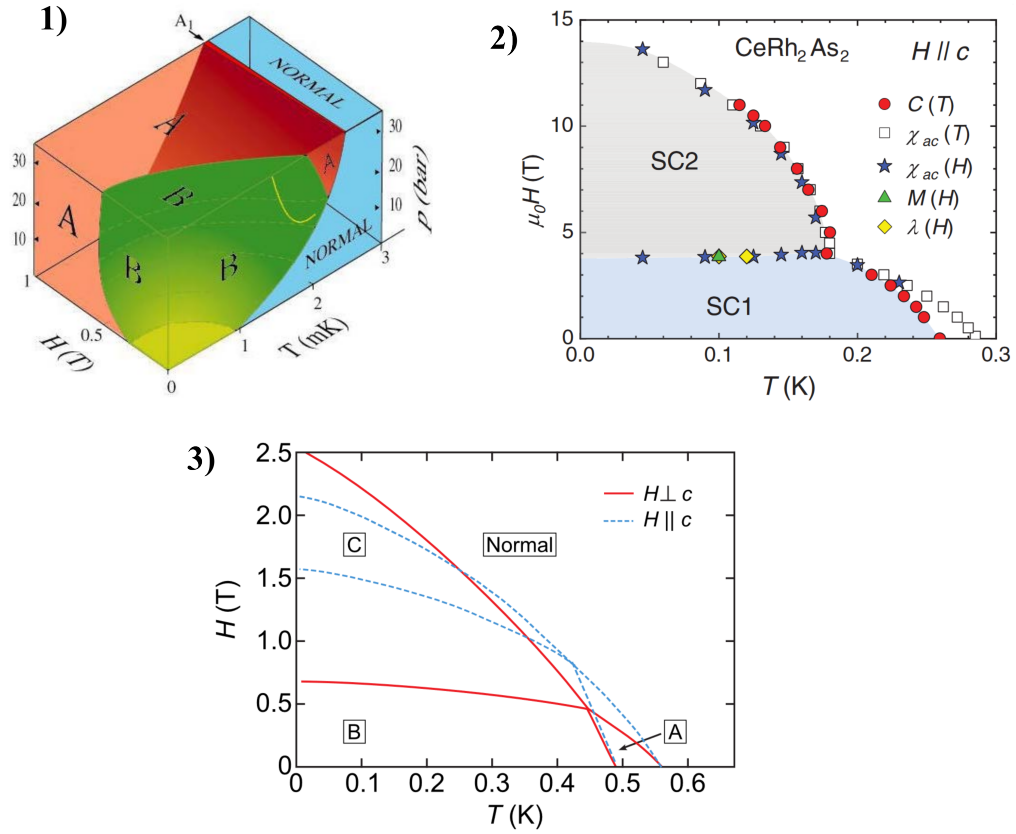 1)
A₁
NORMAL
A
30
20
10
A
A
B
B
B
30
20
10
p (bar)
NORMAL
3
2
1
0
T (mK)
1
0.5
H (T)
2)
CeRh₂As₂
H // c
C (T)
χac (T)
χac (H)
M (H)
λ (H)
SC2
SC1
μ₀H (T)
15
10
5
0
0.0
0.1
0.2
0.3
T (K)
3)
2.5
2.0
1.5
1.0
0.5
0
H (T)
H ⊥ c
H || c
C
Normal
B
A
0
0.1
0.2
0.3
0.4
0.5
0.6
T (K)